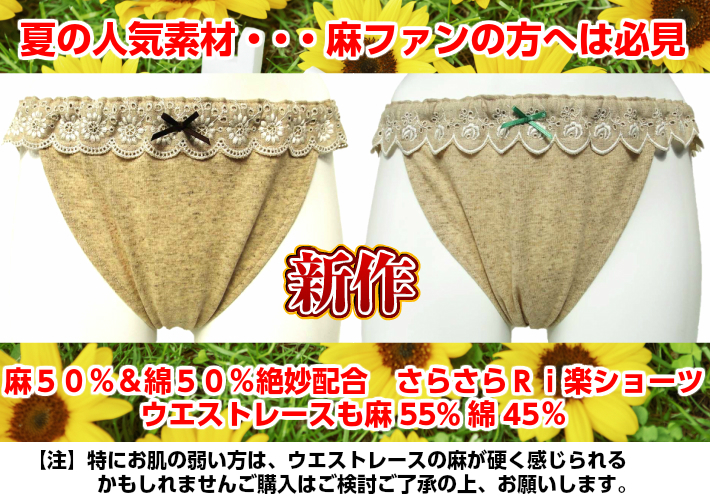 夏の人気素材・・・麻ファンの方へは必見
新作
麻５０％＆綿５０％絶妙配合　さらさらＲｉ楽ショーツ
ウエストレースも麻 55% 綿 45%
【注】特にお肌の弱い方は、ウエストレースの麻が硬く感じられる
かもしれませんご購入はご検討ご了承の上、お願いします。